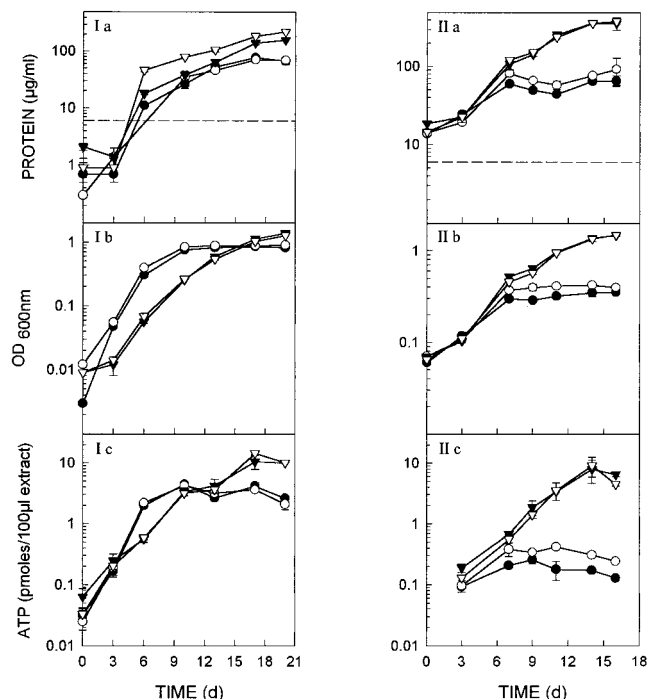 I a
PROTEIN (µg/ml)
100
10
1
I b
OD 600nm
1
0.1
0.01
I c
ATP (pmoles/100µl extract)
10
1
0.1
0.01
0 3 6 9 12 15 18 21
TIME (d)
II a
100
10
II b
1
0.1
II c
10
1
0.1
0.01
0 3 6 9 12 15 18
TIME (d)